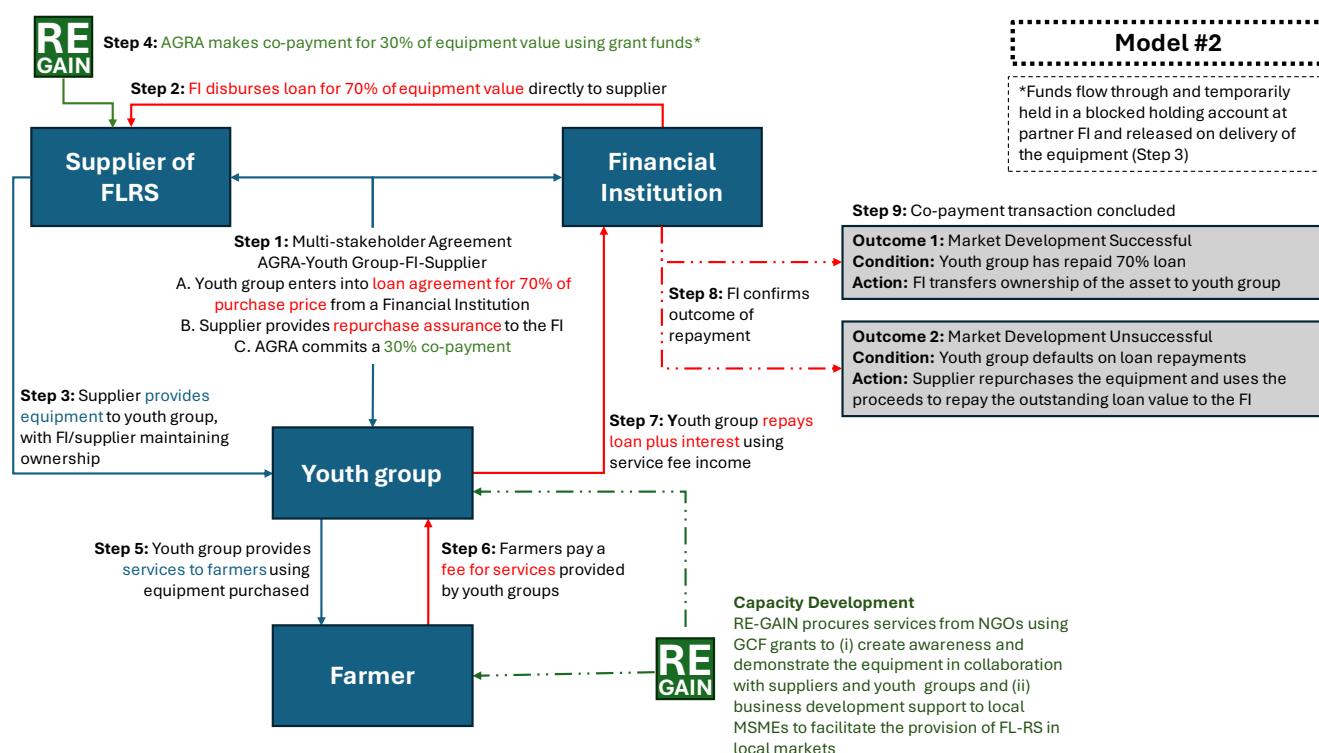 RE
GAIN
Step 4: AGRA makes co-payment for 30% of equipment value using grant funds*
Model #2
Step 2: FI disburses loan for 70% of equipment value directly to supplier
*Funds flow through and temporarily
held in a blocked holding account at
partner FI and released on delivery of
the equipment (Step 3)
Supplier of
FLRS
Financial
Institution
Step 1: Multi-stakeholder Agreement
AGRA-Youth Group-FI-Supplier
A. Youth group enters into loan agreement for 70% of
purchase price from a Financial Institution
B. Supplier provides repurchase assurance to the FI
C. AGRA commits a 30% co-payment
Step 9: Co-payment transaction concluded
Outcome 1: Market Development Successful
Condition: Youth group has repaid 70% loan
Action: FI transfers ownership of the asset to youth group
Step 8: FI confirms
outcome of
repayment
Outcome 2: Market Development Unsuccessful
Condition: Youth group defaults on loan repayments
Action: Supplier repurchases the equipment and uses the
proceeds to repay the outstanding loan value to the FI
Step 3: Supplier provides
equipment to youth group,
with FI/supplier maintaining
ownership
Step 7: Youth group repays
loan plus interest using
service fee income
Youth group
Step 5: Youth group provides
services to farmers using
equipment purchased
Step 6: Farmers pay a
fee for services provided
by youth groups
Farmer
RE
GAIN
Capacity Development
RE-GAIN procures services from NGOs using
GCF grants to (i) create awareness and
demonstrate the equipment in collaboration
with suppliers and youth groups and (ii)
business development support to local
MSMEs to facilitate the provision of FL-RS in
local markets